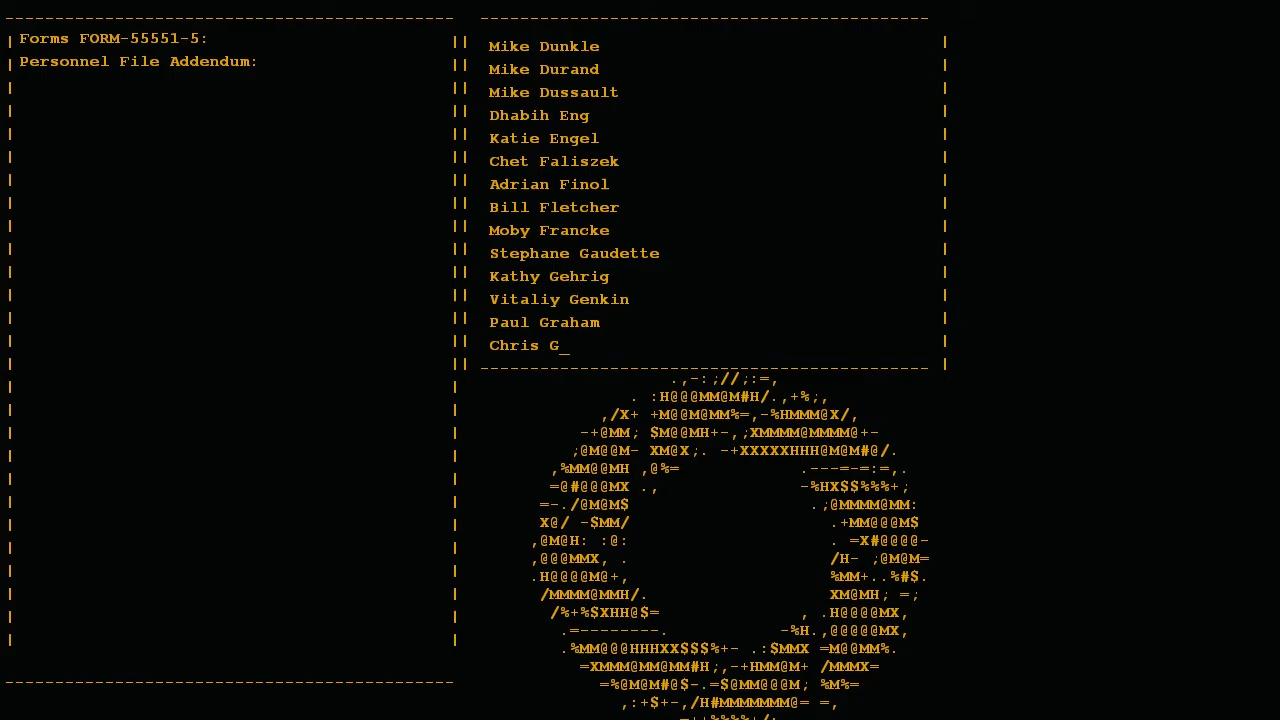 Forms FORM-55551-5:
Personnel File Addendum:
Mike Dunkle
Mike Durand
Mike Dussault
Dhabih Eng
Katie Engel
Chet Faliszek
Adrian Finol
Bill Fletcher
Moby Francke
Stephane Gaudette
Kathy Gehrig
Vitaliy Genkin
Paul Graham
Chris G_